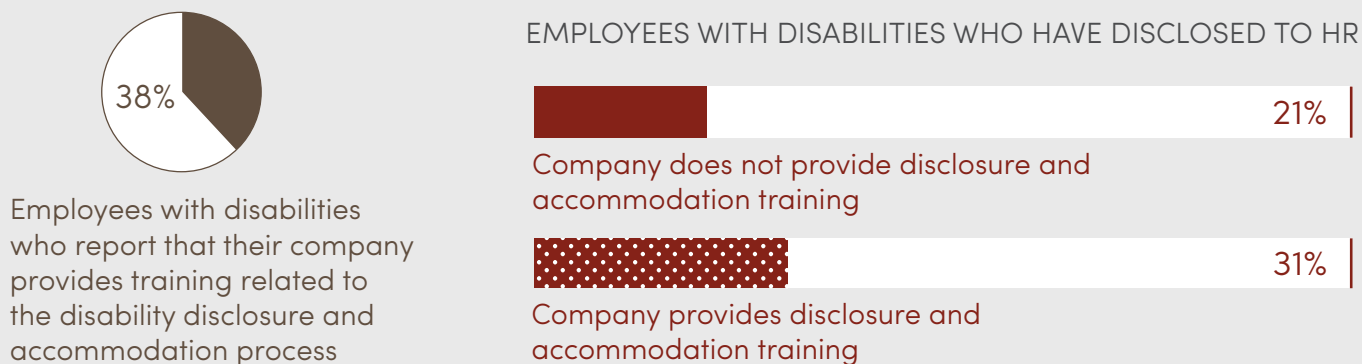 38%
Employees with disabilities
who report that their company
provides training related to
the disability disclosure and
accommodation process
EMPLOYEES WITH DISABILITIES WHO HAVE DISCLOSED TO HR
21%
Company does not provide disclosure and
accommodation training
31%
Company provides disclosure and
accommodation training